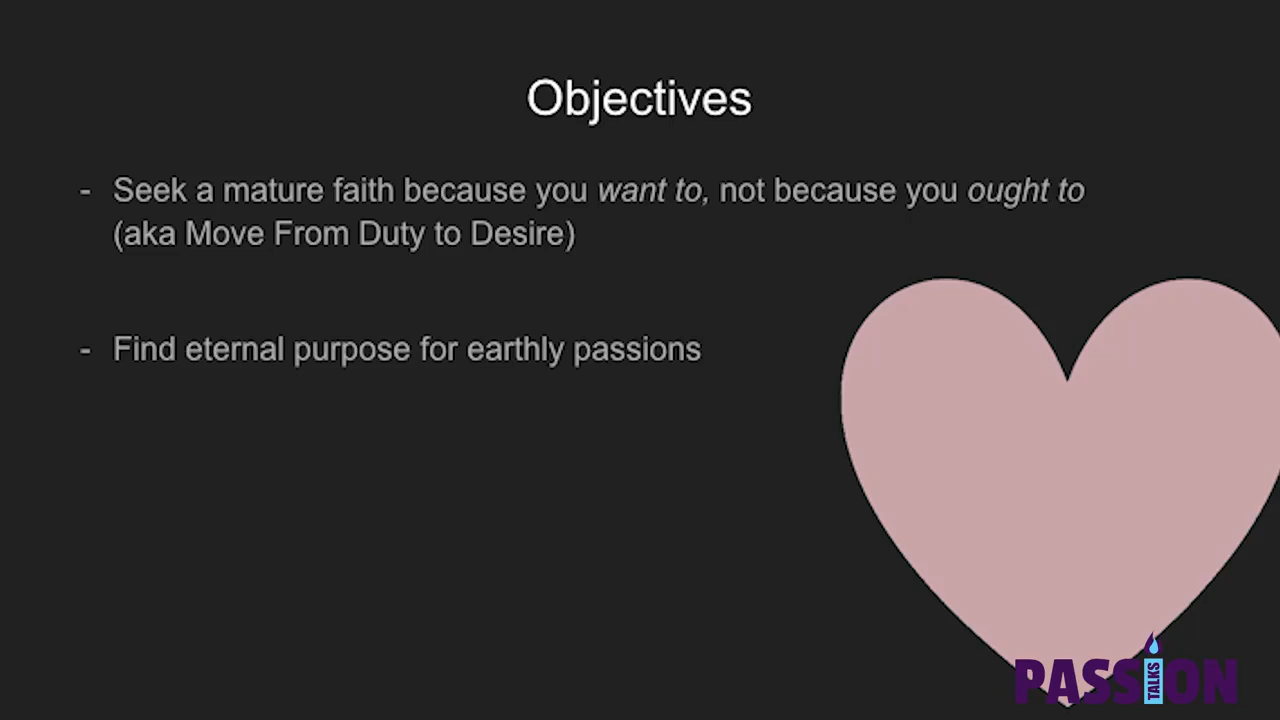 Objectives
- Seek a mature faith because you want to, not because you ought to
(aka Move From Duty to Desire)
- Find eternal purpose for earthly passions
PASSION
TALKS